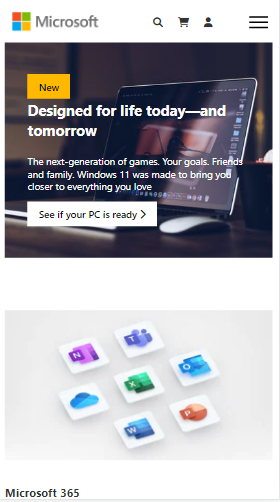 Microsoft
New
Designed for life today—and
tomorrow
The next-generation of games. Your goals. Friends
and family. Windows 11 was made to bring you
closer to everything you love
See if your PC is ready
N
T
O
X
W
P
Microsoft 365